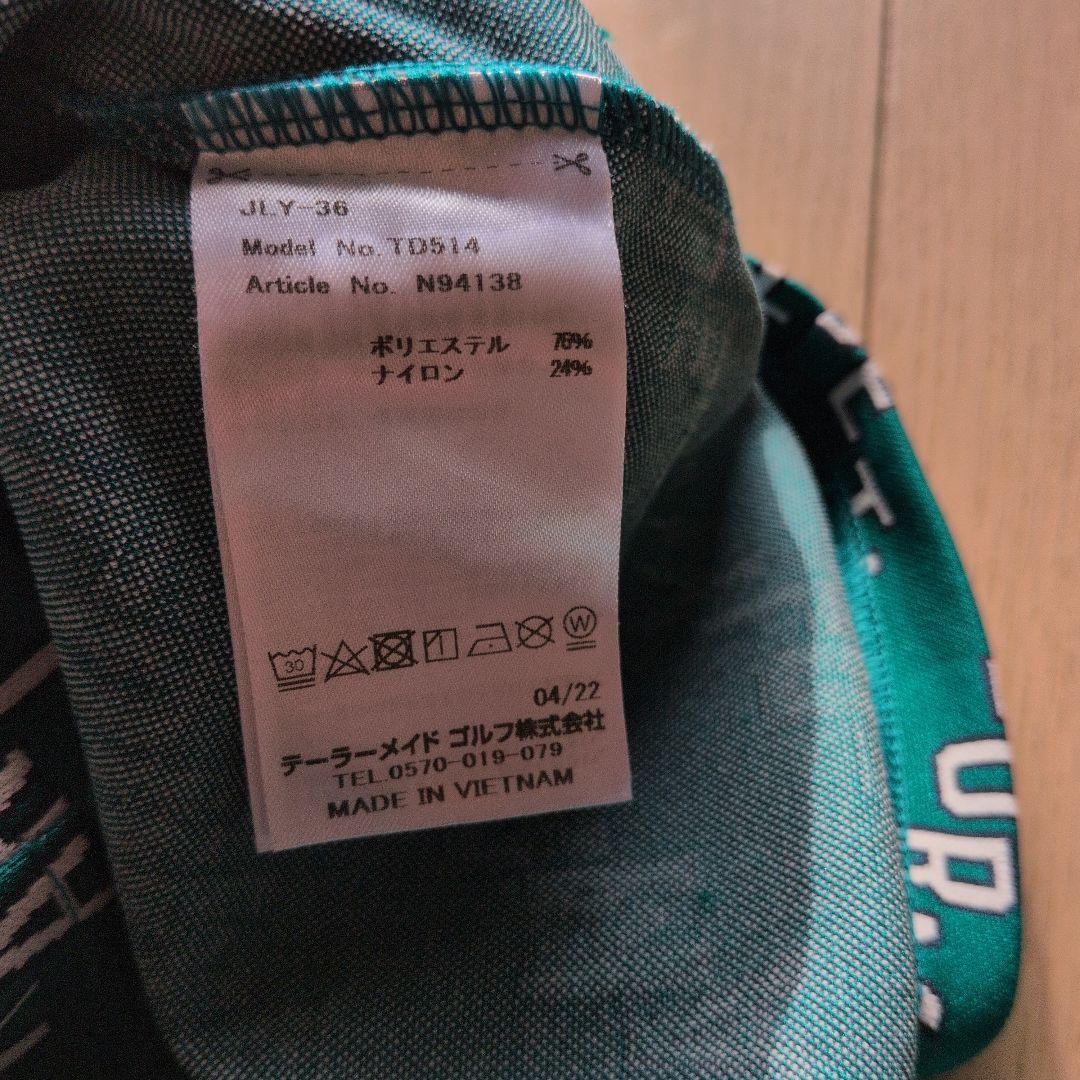 JLY-36
Model No. TD514
Article No. N94138
ポリエステル 76%
ナイロン 24%
30
W
04/22
テーラーメイド ゴルフ株式会社
TEL.0570-019-079
MADE IN VIETNAM
UR.